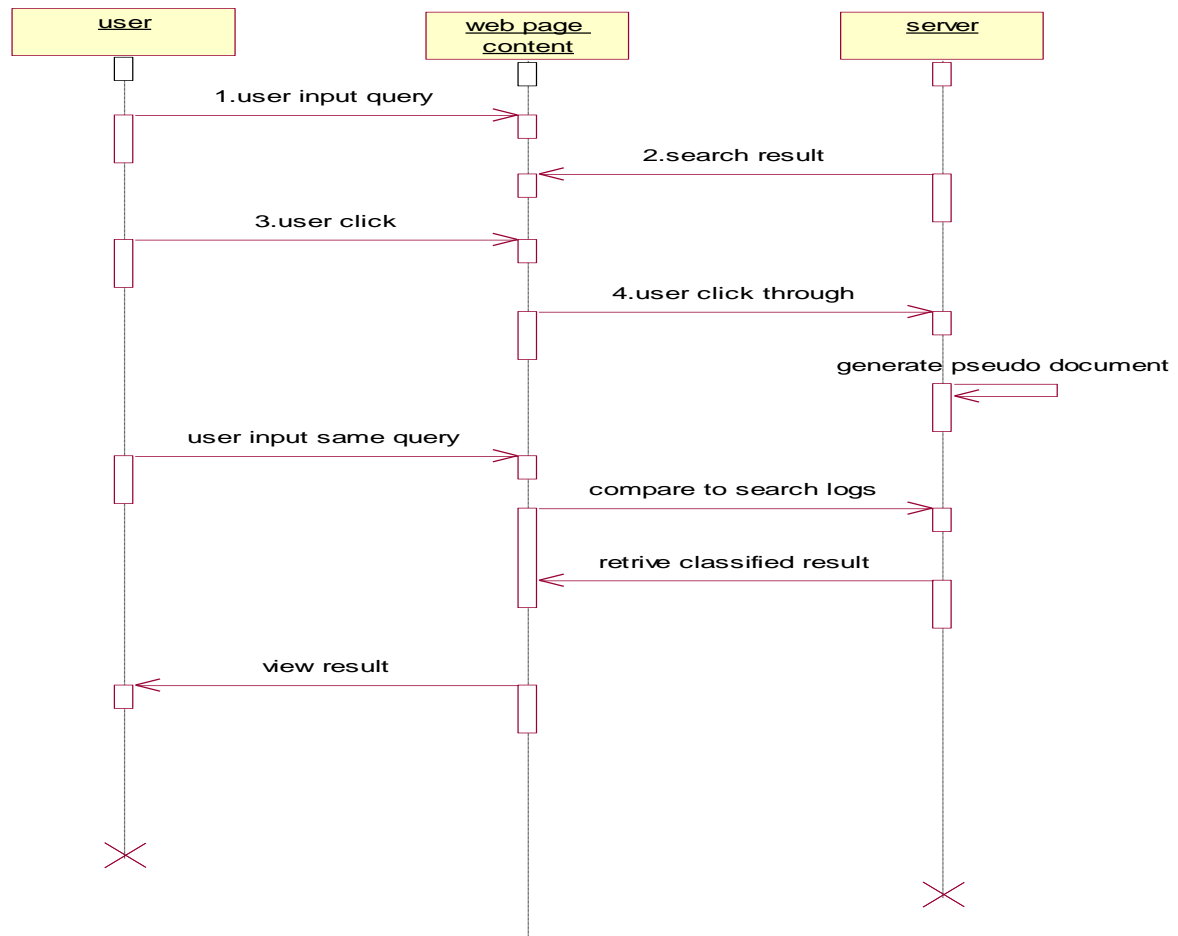 user
web page
content
server
1.user input query
2.search result
3.user click
4.user click through
generate pseudo document
user input same query
compare to search logs
retrive classified result
view result